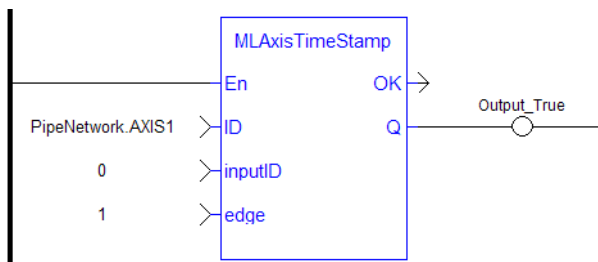 MLAxisTimeStamp
En
OK
Output_True
PipeNetwork.AXIS1
ID
Q
0
inputID
1
edge